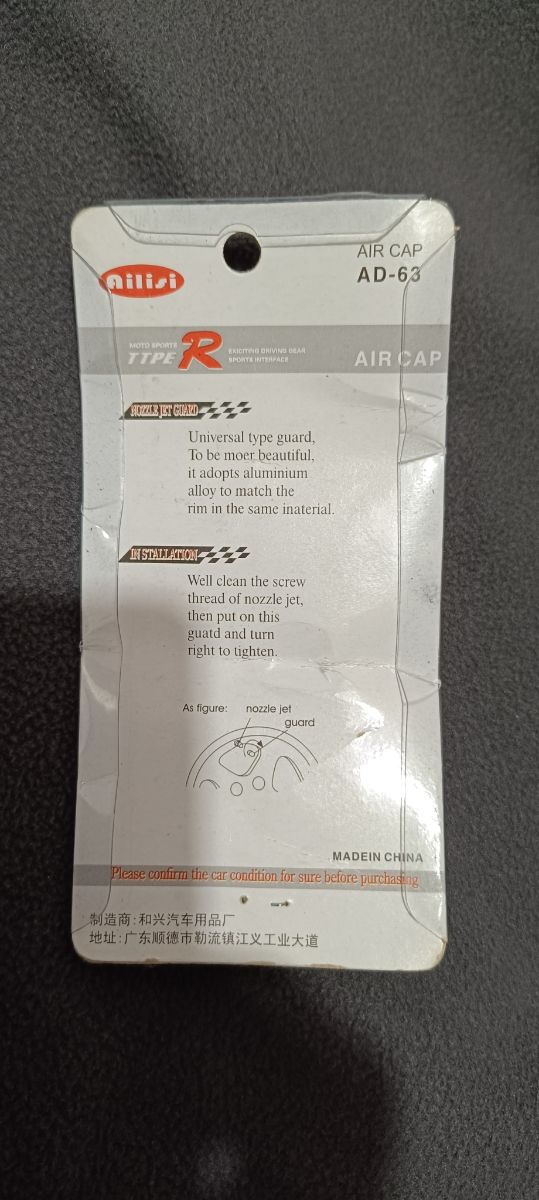 Ailisi
AIR CAP
AD-63
MOTO SPORTS
TTPE R
EXICITING DRIVING GEAR
SPORTS INTERFACE
AIR CAP
NOZZLE JET GUARD
Universal type guard,
To be moer beautiful,
it adopts aluminium
alloy to match the
rim in the same inaterial.
INSTALLATION
Well clean the screw
thread of nozzle jet,
then put on this
guatd and turn
right to tighten.
As figure: nozzle jet
guard
MADEIN CHINA
Please confirm the car condition for sure before purchasing
制造商:和兴汽车用品厂
地址:广东顺德市勒流镇江义工业大道